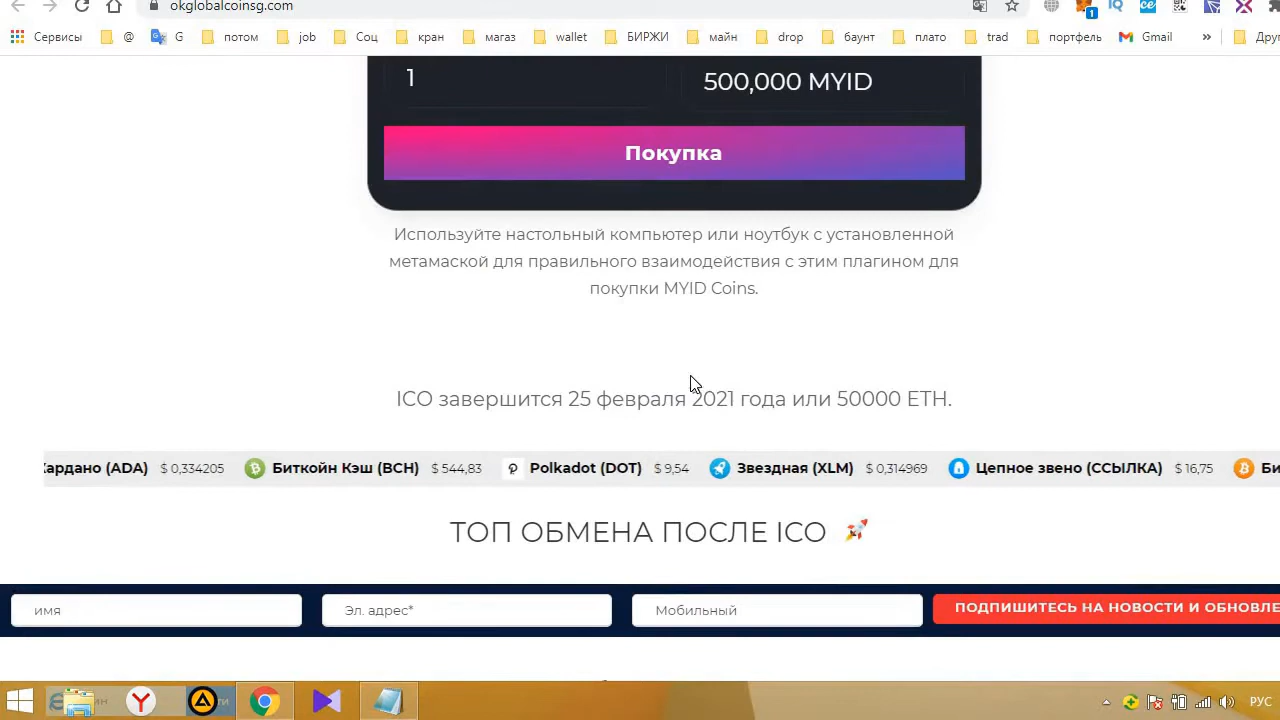 okglobalcoinsg.com
Сервисы @ G потом job Соц кран магаз wallet БИРЖИ майн drop баунт плато trad портфель Gmail » Друг
1
500,000 MYID
Покупка
Используйте настольный компьютер или ноутбук с установленной
метамаской для правильного взаимодействия с этим плагином для
покупки MYID Coins.
ICO завершится 25 февраля 2021 года или 50000 ETH.
Кардано (ADA) $ 0,334205 Биткойн Кэш (BCH) $ 544,83 Polkadot (DOT) $ 9,54 Звездная (XLM) $ 0,314969 Цепное звено (ССЫЛКА) $ 16,75 Би
ТОП ОБМЕНА ПОСЛЕ ICO
имя
Эл. адрес*
Мобильный
ПОДПИШИТЕСЬ НА НОВОСТИ И ОБНОВЛЕ
РУС